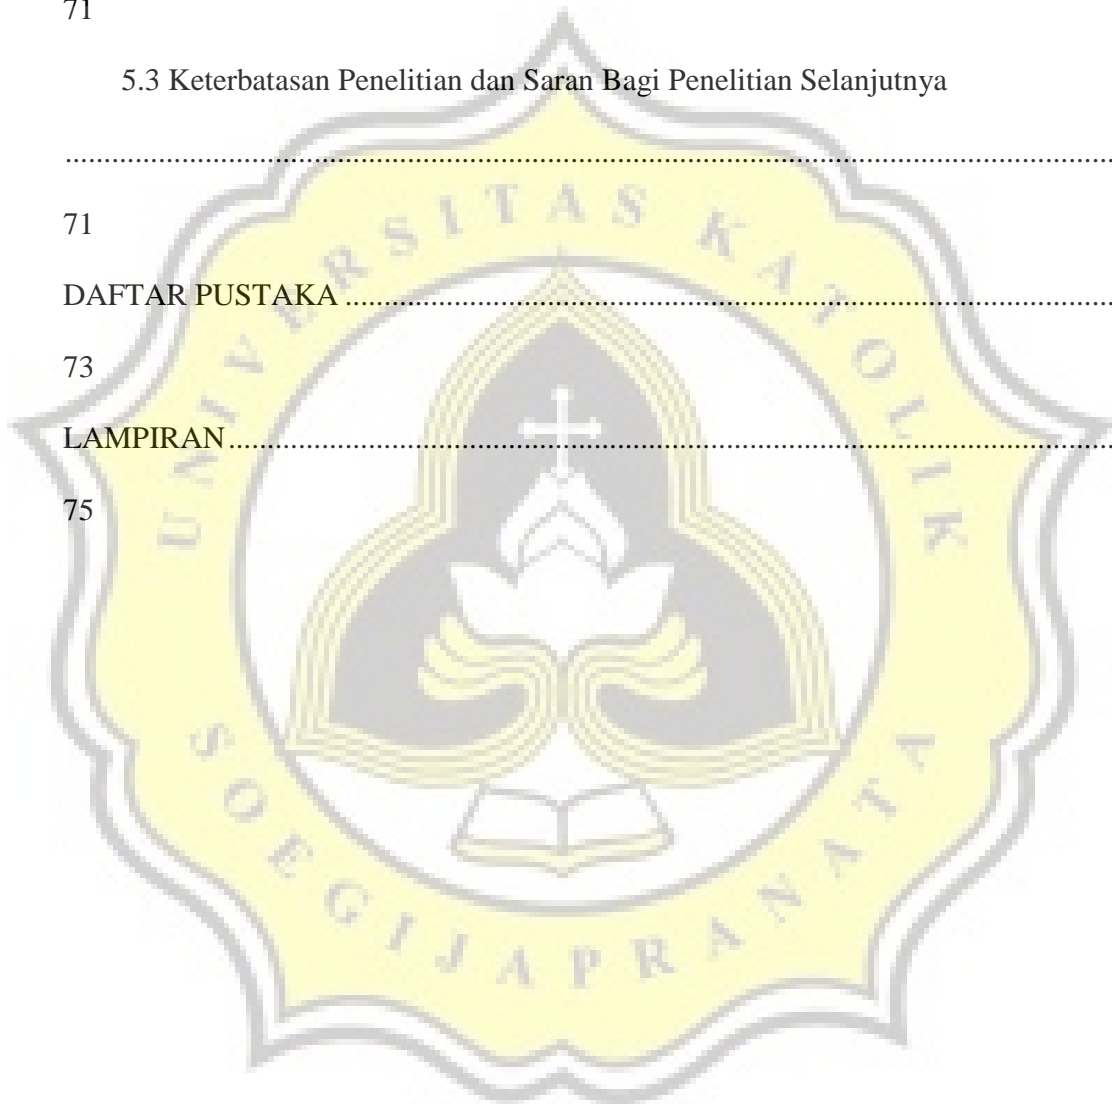 71
5.3 Keterbatasan Penelitian dan Saran Bagi Penelitian Selanjutnya
........................................................................................................................................
71
DAFTAR PUSTAKA ....................................................................................................
73
LAMPIRAN...................................................................................................................
75
UNIVERSITAS KATOLIK
SOEGIJAPRANATA